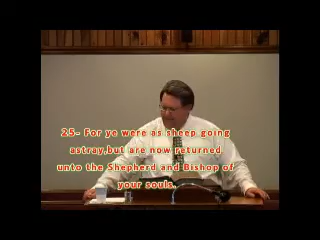 25- For ye were as sheep going
astray,but are now returned
unto the Shepherd and Bishop of
your souls.